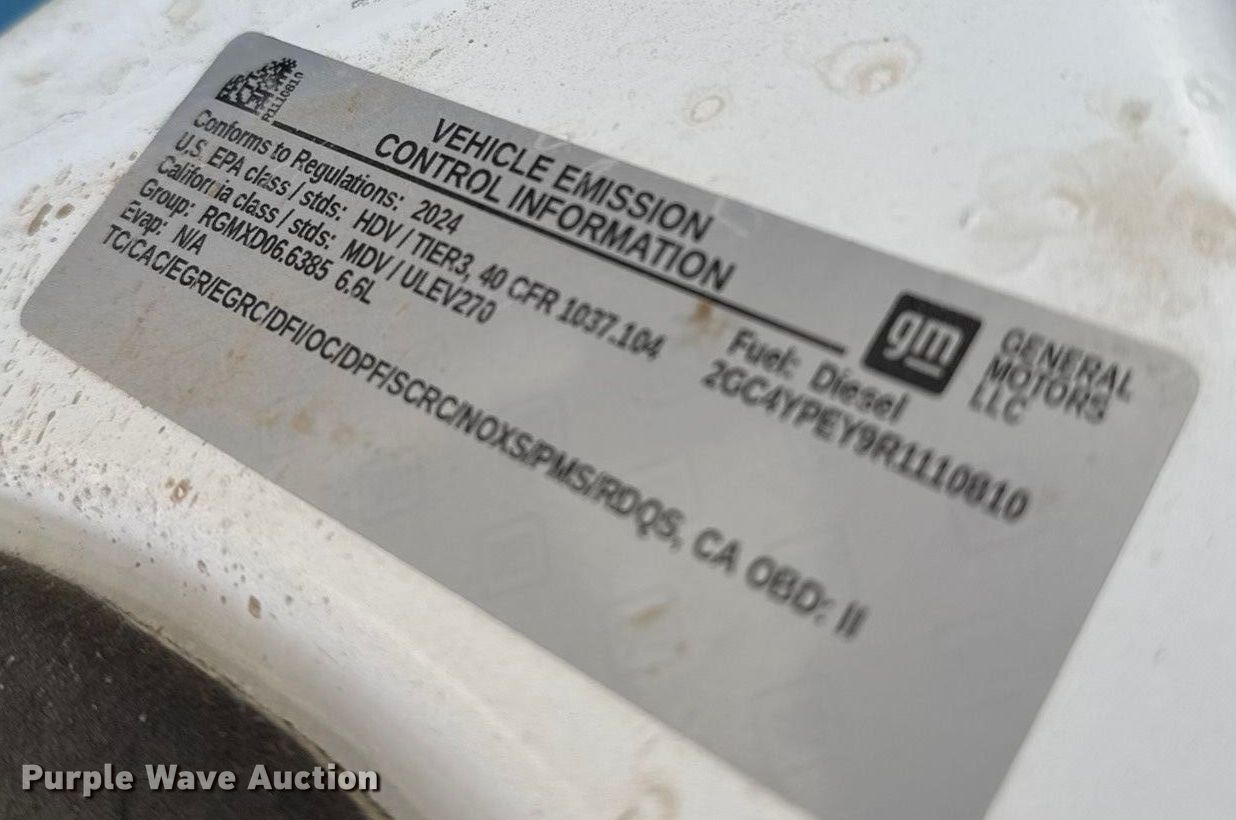 R1110810
VEHICLE EMISSION
CONTROL INFORMATION
gm
GENERAL
MOTORS
LLC
Conforms to Regulations: 2024
U.S. EPA class / stds: HDV / TIER3, 40 CFR 1037.104
California class / stds: MDV / ULEV270
Group: RGMXD06.6385 6.6L
Evap: N/A
Fuel: Diesel
2GC4YPEY9R1110810
TC/CAC/EGR/EGRC/DFI/OC/DPF/SCRC/NOXS/PMS/RDQS, CA OBD: II
Purple Wave Auction